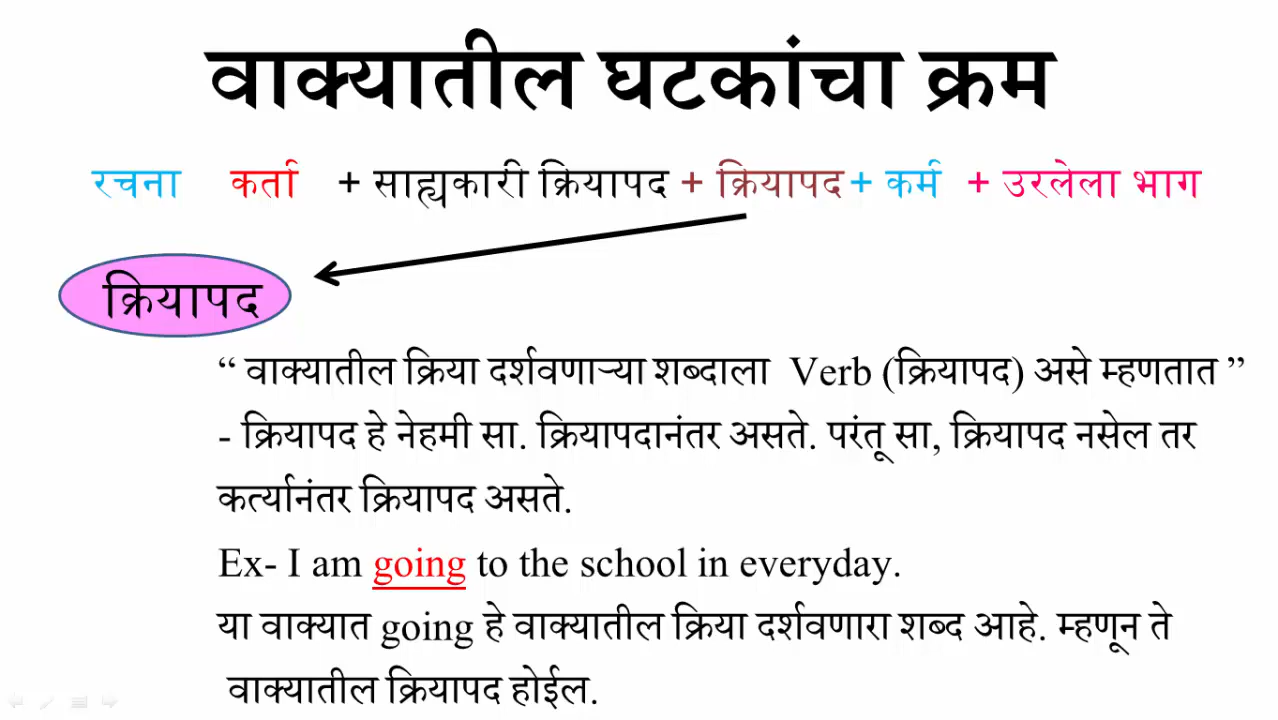 वाक्यातील घटकांचा क्रम
रचना कर्ता + साह्यकारी क्रियापद + क्रियापद + कर्म + उरलेला भाग
क्रियापद
“ वाक्यातील क्रिया दर्शवणाऱ्या शब्दाला Verb (क्रियापद) असे म्हणतात ”
- क्रियापद हे नेहमी सा. क्रियापदानंतर असते. परंतू सा, क्रियापद नसेल तर
कर्त्यानंतर क्रियापद असते.
Ex- I am going to the school in everyday.
या वाक्यात going हे वाक्यातील क्रिया दर्शवणारा शब्द आहे. म्हणून ते
वाक्यातील क्रियापद होईल.